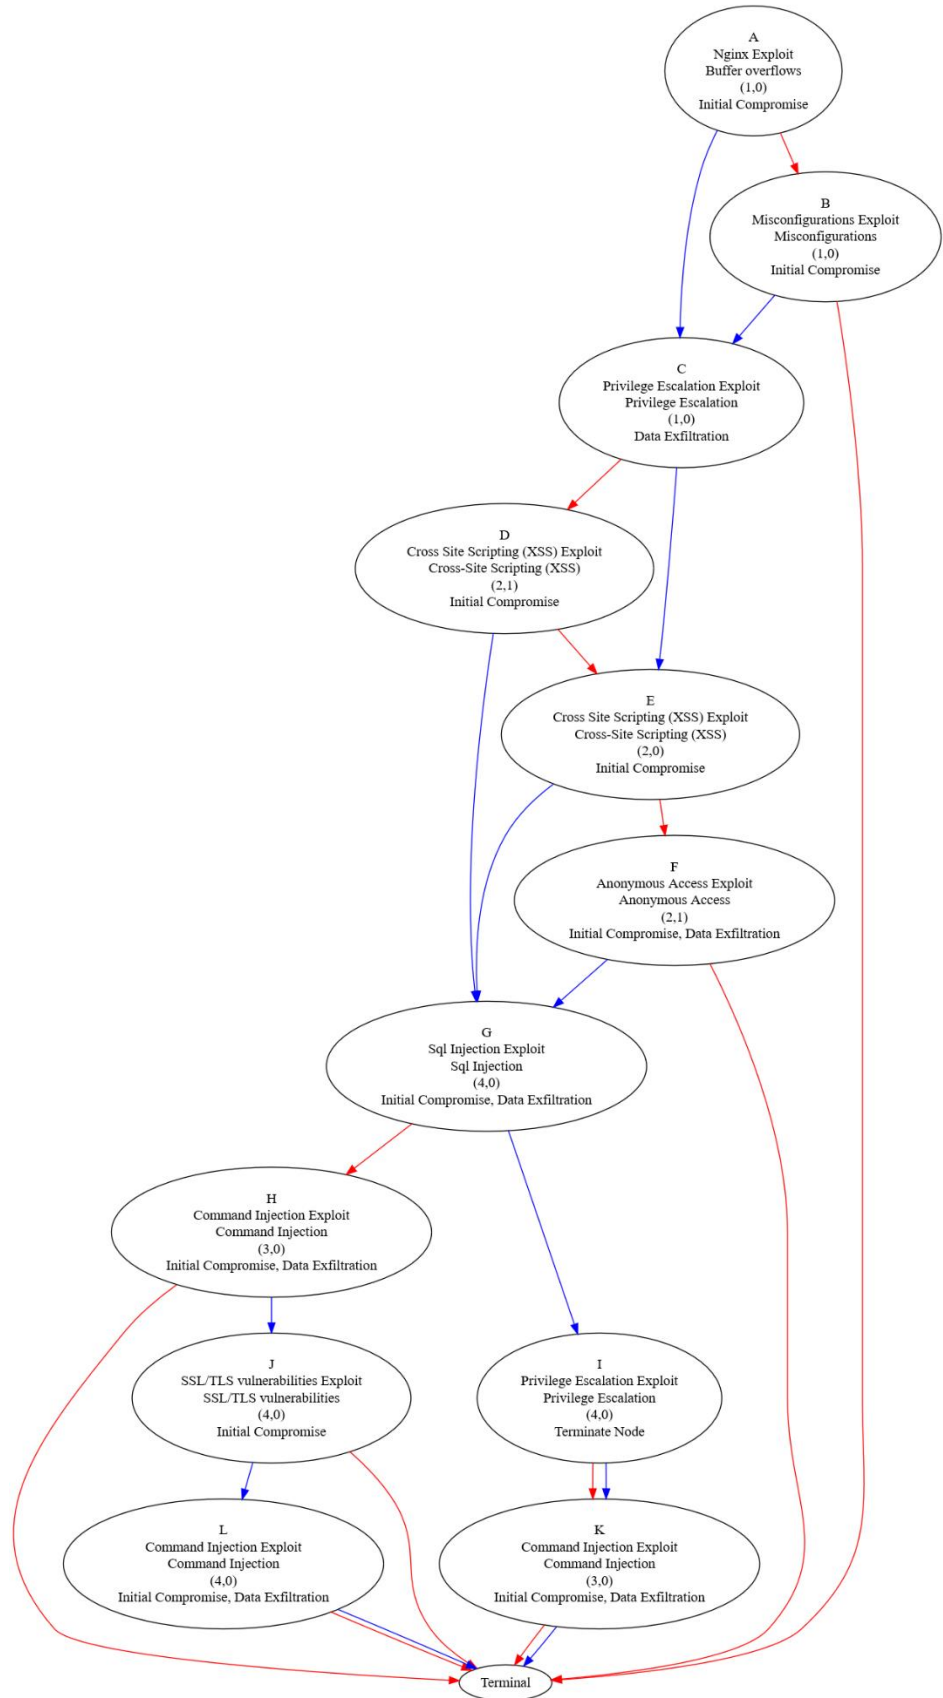 A
Nginx Exploit
Buffer overflows
(1,0)
Initial Compromise
B
Misconfigurations Exploit
Misconfigurations
(1,0)
Initial Compromise
C
Privilege Escalation Exploit
Privilege Escalation
(1,0)
Data Exfiltration
D
Cross Site Scripting (XSS) Exploit
Cross-Site Scripting (XSS)
(2,1)
Initial Compromise
E
Cross Site Scripting (XSS) Exploit
Cross-Site Scripting (XSS)
(2,0)
Initial Compromise
F
Anonymous Access Exploit
Anonymous Access
(2,1)
Initial Compromise, Data Exfiltration
G
Sql Injection Exploit
Sql Injection
(4,0)
Initial Compromise, Data Exfiltration
H
Command Injection Exploit
Command Injection
(3,0)
Initial Compromise, Data Exfiltration
J
SSL/TLS vulnerabilities Exploit
SSL/TLS vulnerabilities
(4,0)
Initial Compromise
I
Privilege Escalation Exploit
Privilege Escalation
(4,0)
Terminate Node
L
Command Injection Exploit
Command Injection
(4,0)
Initial Compromise, Data Exfiltration
K
Command Injection Exploit
Command Injection
(3,0)
Initial Compromise, Data Exfiltration
Terminal